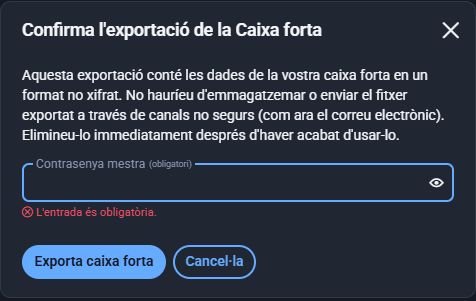 Confirma l'exportació de la Caixa forta
Aquesta exportació conté les dades de la vostra caixa forta en un
format no xifrat. No hauríeu d'emmagatzemar o enviar el fitxer
exportat a través de canals no segurs (com ara el correu electrònic).
Elimineu-lo immediatament després d'haver acabat d'usar-lo.
Contrasenya mestra (obligatori)
L'entrada és obligatòria.
Exporta caixa forta
Cancel·la